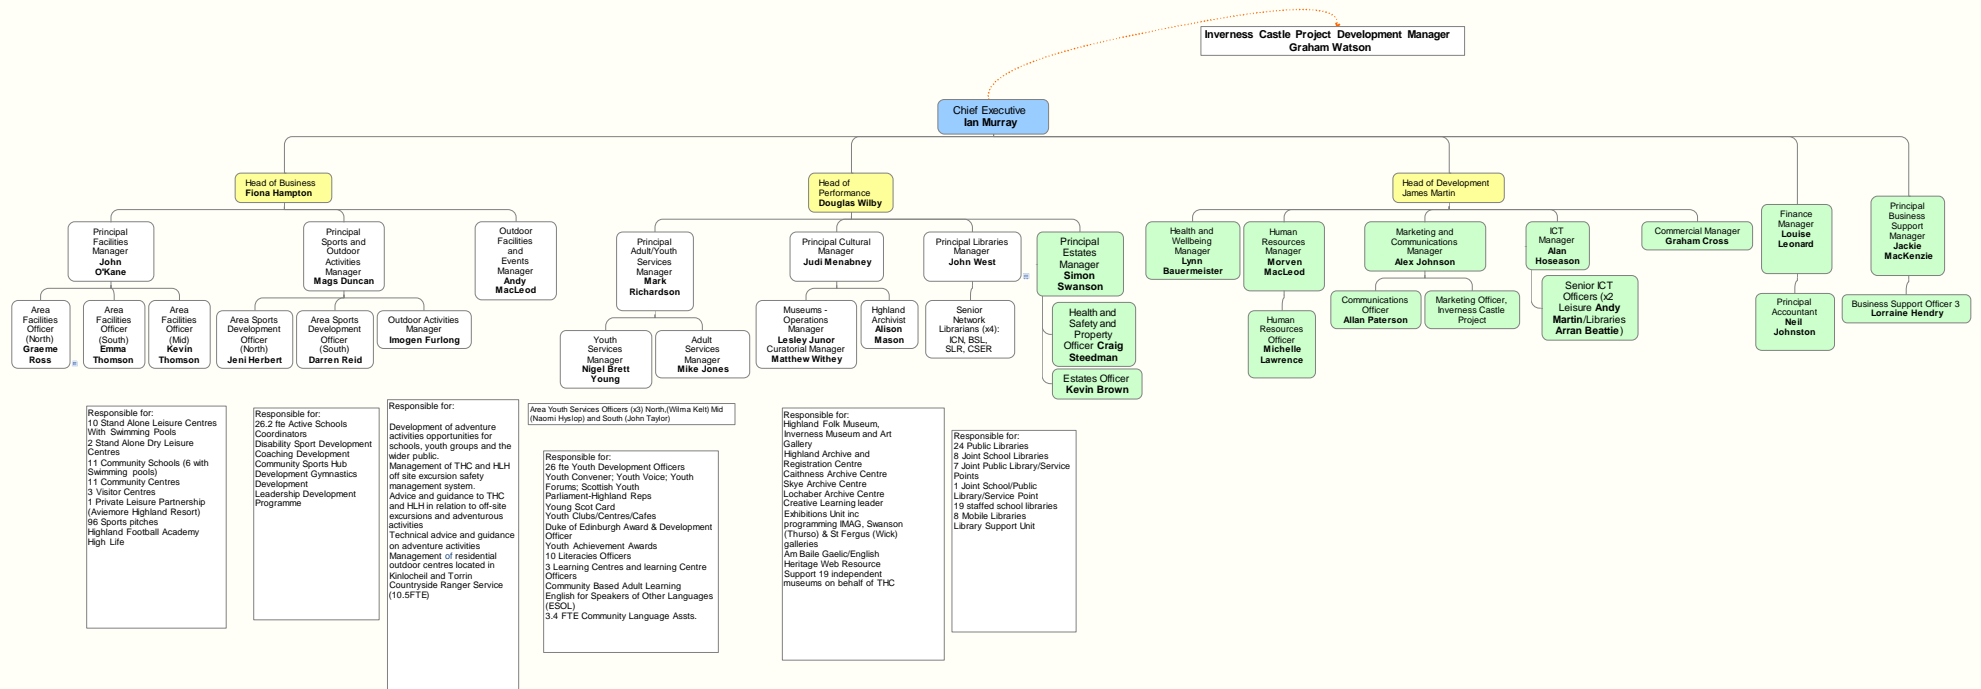 Inverness Castle Project Development Manager
Graham Watson
Chief Executive
Ian Murray
Head of Business
Fiona Hampton
Head of
Performance
Douglas Wilby
Head of Development
James Martin
Principal
Facilities
Manager
John
O'Kane
Principal
Sports and
Outdoor
Activities
Manager
Mags Duncan
Outdoor
Facilities
and
Events
Manager
Andy
MacLeod
Principal
Adult/Youth
Services
Manager
Mark
Richardson
Principal Cultural
Manager
Judi Menabney
Principal Libraries
Manager
John West
Principal
Estates
Manager
Simon
Swanson
Health and
Wellbeing
Manager
Lynn
Bauermeister
Human
Resources
Manager
Morven
MacLeod
Marketing and
Communications
Manager
Alex Johnson
ICT
Manager
Alan
Hoseason
Commercial Manager
Graham Cross
Finance
Manager
Louise
Leonard
Principal
Business
Support
Manager
Jackie
MacKenzie
Area
Facilities
Officer
(North)
Graeme
Ross
Area
Facilities
Officer
(South)
Emma
Thomson
Area
Facilities
Officer
(Mid)
Kevin
Thomson
Area Sports
Development
Officer
(North)
Jeni Herbert
Area Sports
Development
Officer
(South)
Darren Reid
Outdoor Activities
Manager
Imogen Furlong
Youth
Services
Manager
Nigel Brett
Young
Adult
Services
Manager
Mike Jones
Museums -
Operations
Manager
Lesley Junor
Curatorial Manager
Matthew Withey
Hghland
Archivist
Alison
Mason
Senior
Network
Librarians (x4):
ICN, BSL,
SLR, CSER
Health and
Safety and
Property
Officer Craig
Steedman
Estates Officer
Kevin Brown
Human
Resources
Officer
Michelle
Lawrence
Communications
Officer
Allan Paterson
Marketing Officer,
Inverness Castle
Project
Senior ICT
Officers (x2
Leisure Andy
Martin/Libraries
Arran Beattie)
Principal
Accountant
Neil
Johnston
Business Support Officer 3
Lorraine Hendry
Responsible for:
10 Stand Alone Leisure Centres
With Swimming Pools
2 Stand Alone Dry Leisure
Centres
11 Community Schools (6 with
Swimming pools)
11 Community Centres
3 Visitor Centres
1 Private Leisure Partnership
(Aviemore Highland Resort)
96 Sports pitches
Highland Football Academy
High Life
Responsible for:
26.2 fte Active Schools
Coordinators
Disability Sport Development
Coaching Development
Community Sports Hub
Development Gymnastics
Development
Leadership Development
Programme
Responsible for:
Development of adventure
activities opportunities for
schools, youth groups and the
wider public.
Management of THC and HLH
off site excursion safety
management system.
Advice and guidance to THC
and HLH in relation to off-site
excursions and adventurous
activities
Technical advice and guidance
on adventure activities
Management of residential
outdoor centres located in
Kinlocheil and Torrin
Countryside Ranger Service
(10.5FTE)
Area Youth Services Officers (x3) North,(Wilma Kelt) Mid
(Naomi Hyslop) and South (John Taylor)
Responsible for:
26 fte Youth Development Officers
Youth Convener; Youth Voice; Youth
Forums; Scottish Youth
Parliament-Highland Reps
Young Scot Card
Youth Clubs/Centres/Cafes
Duke of Edinburgh Award & Development
Officer
Youth Achievement Awards
10 Literacies Officers
3 Learning Centres and learning Centre
Officers
Community Based Adult Learning
English for Speakers of Other Languages
(ESOL)
3.4 FTE Community Language Assts.
Responsible for:
Highland Folk Museum,
Inverness Museum and Art
Gallery
Highland Archive and
Registration Centre
Caithness Archive Centre
Skye Archive Centre
Lochaber Archive Centre
Creative Learning leader
Exhibitions Unit inc
programming IMAG, Swanson
(Thurso) & St Fergus (Wick)
galleries
Am Baile Gaelic/English
Heritage Web Resource
Support 19 independent
museums on behalf of THC
Responsible for:
24 Public Libraries
8 Joint School Libraries
7 Joint Public Library/Service
Points
1 Joint School/Public
Library/Service Point
19 staffed school libraries
8 Mobile Libraries
Library Support Unit